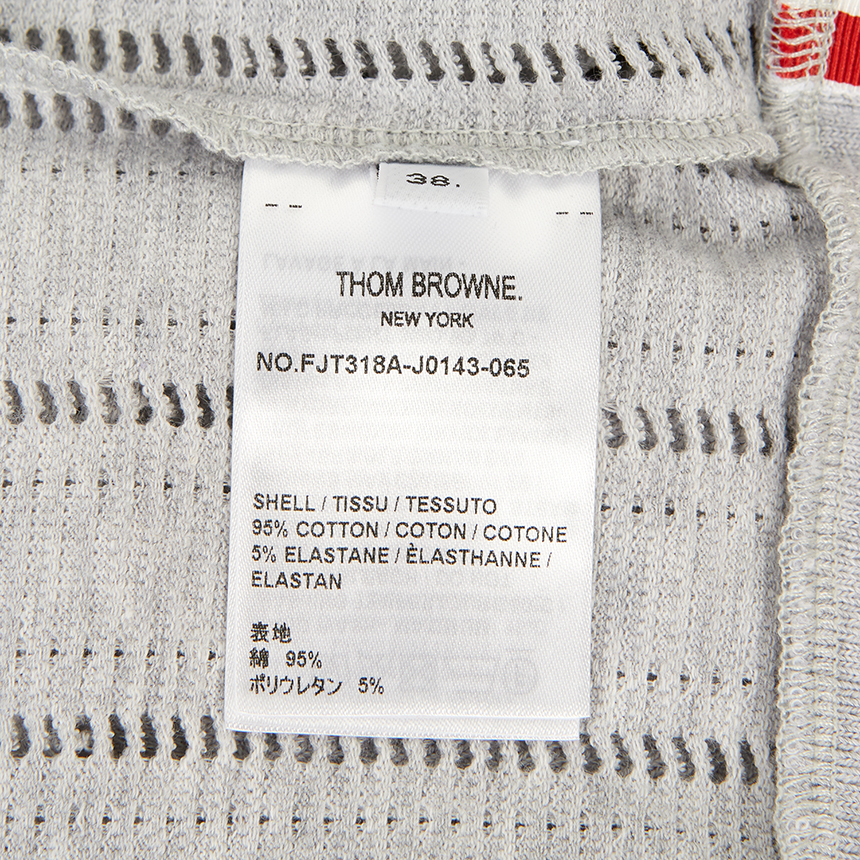 38.
THOM BROWNE.
NEW YORK
NO.FJT318A-J0143-065
SHELL / TISSU / TESSUTO
95% COTTON / COTON / COTONE
5% ELASTANE / ÈLASTHANNE /
ELASTAN
表地
綿 95%
ポリウレタン 5%